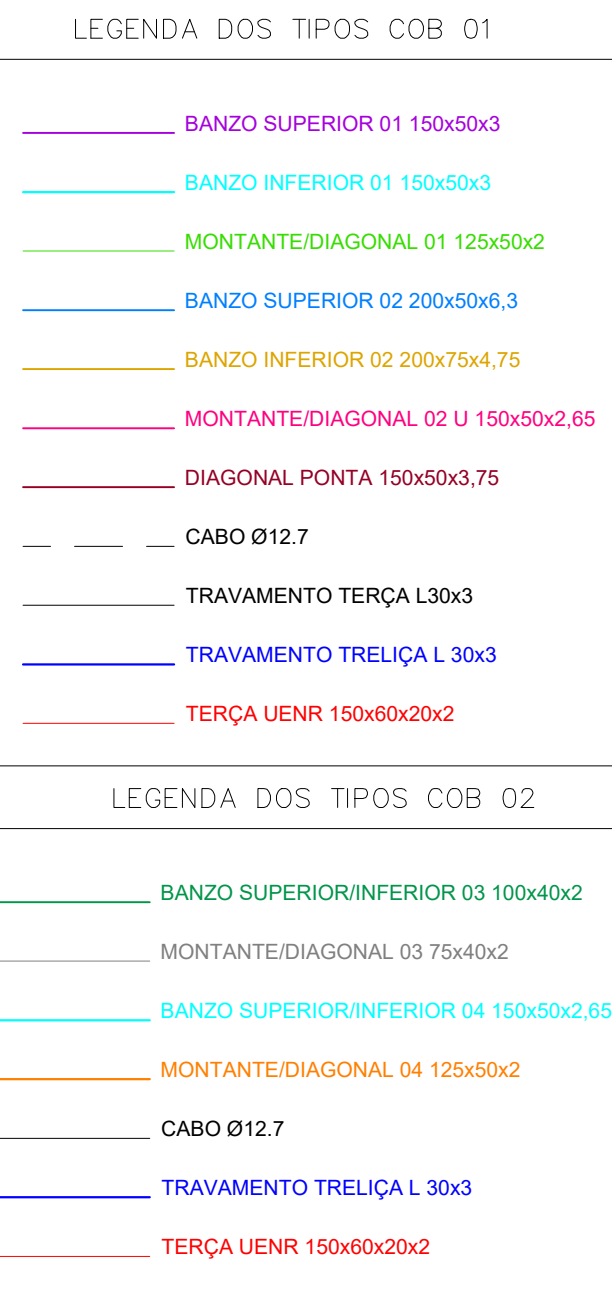 LEGENDA DOS TIPOS COB 01
BANZO SUPERIOR 01 150x50x3
BANZO INFERIOR 01 150x50x3
MONTANTE/DIAGONAL 01 125x50x2
BANZO SUPERIOR 02 200x50x6,3
BANZO INFERIOR 02 200x75x4,75
MONTANTE/DIAGONAL 02 U 150x50x2,65
DIAGONAL PONTA 150x50x3,75
CABO Ø12.7
TRAVAMENTO TERÇA L30x3
TRAVAMENTO TRELIÇA L 30x3
TERÇA UENR 150x60x20x2
LEGENDA DOS TIPOS COB 02
BANZO SUPERIOR/INFERIOR 03 100x40x2
MONTANTE/DIAGONAL 03 75x40x2
BANZO SUPERIOR/INFERIOR 04 150x50x2,65
MONTANTE/DIAGONAL 04 125x50x2
CABO Ø12.7
TRAVAMENTO TRELIÇA L 30x3
TERÇA UENR 150x60x20x2